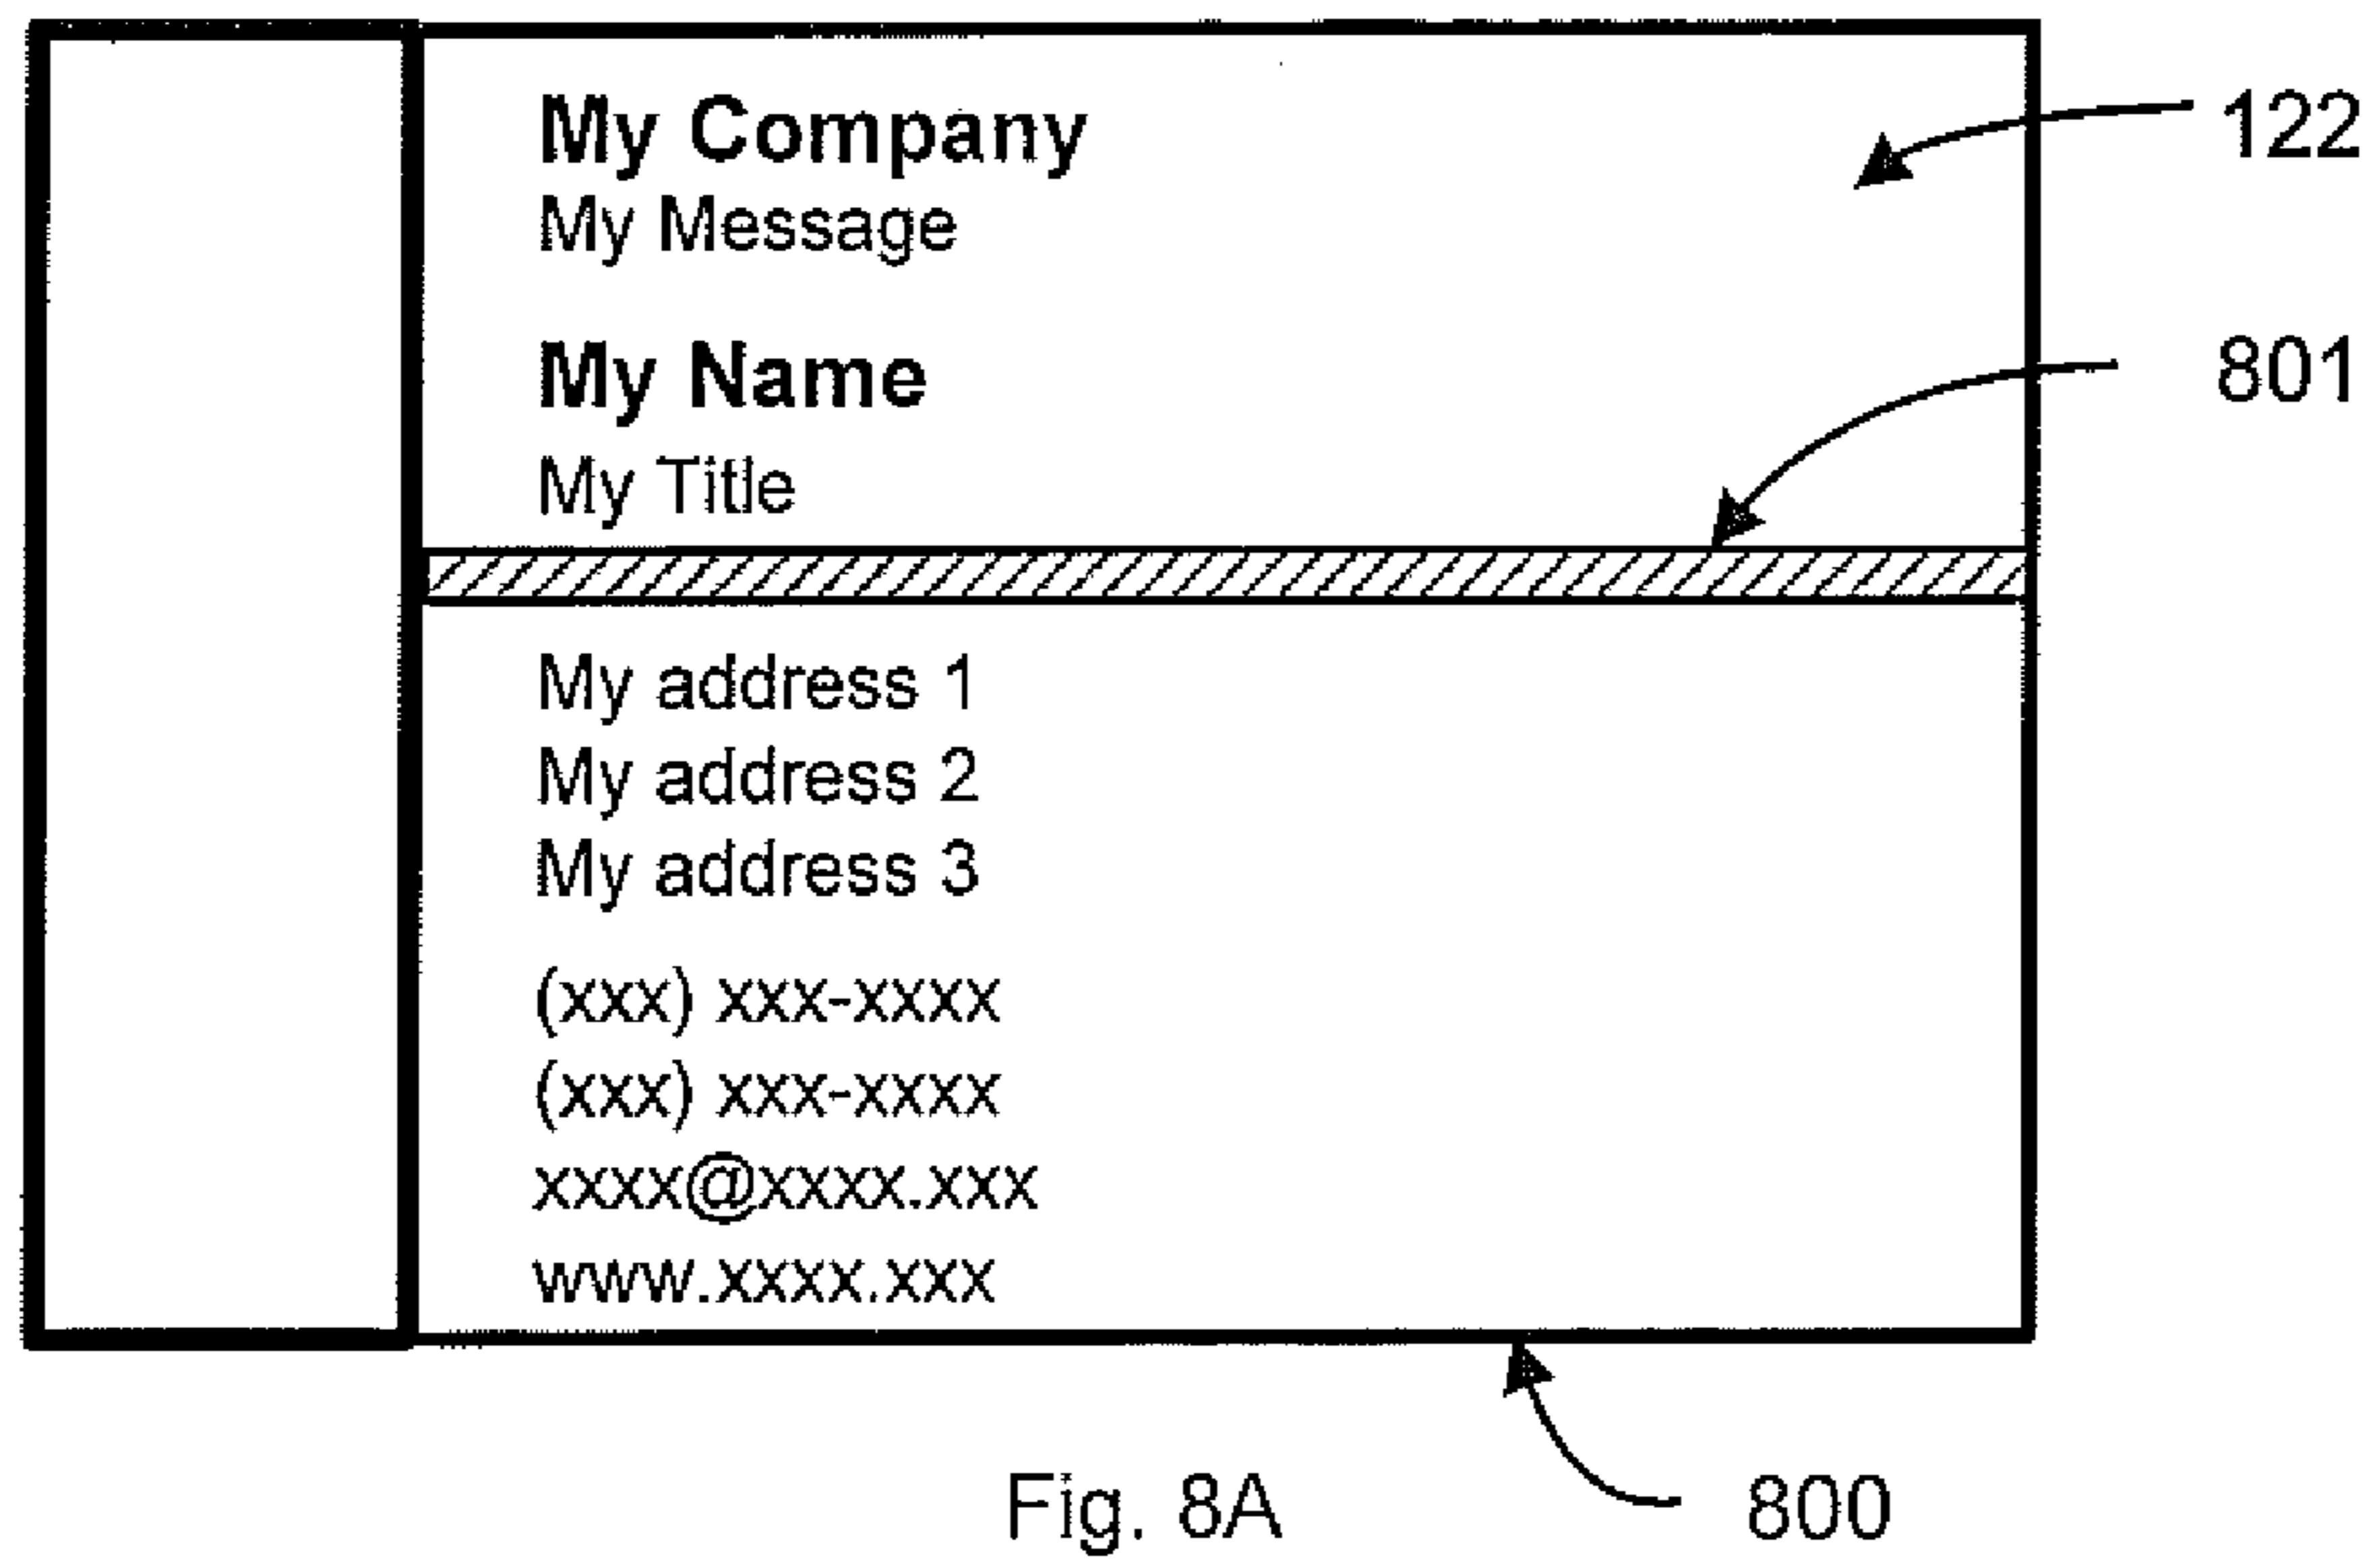 My Company
122
My Message
My Name
801
My Title
My address 1
My address 2
My address 3
(xxx) xxx-xxxx
(xxx) xxx-xxxx
xxxx@xxxx.xxx
www.xxxx.xxx
Fig. 8A
800